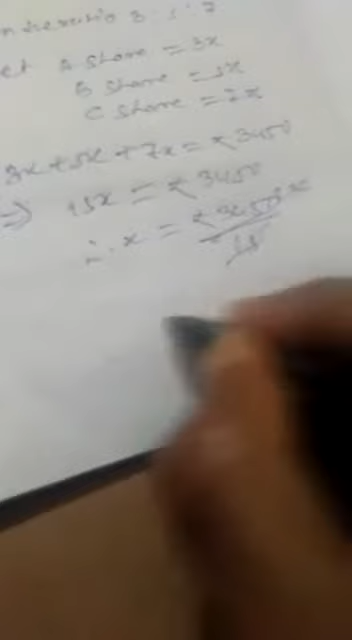 in the ratio 3:5:7
Let A share = 3x
B share = 5x
C share = 7x
3x + 5x + 7x = ₹3450
⇒ 15x = ₹3450
∴ x = ₹3450/15